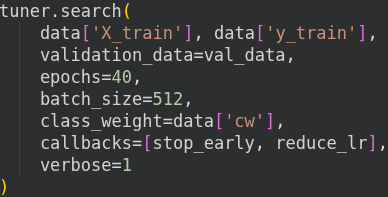 tuner.search(
    data['X_train'], data['y_train'],
    validation_data=val_data,
    epochs=40,
    batch_size=512,
    class_weight=data['cw'],
    callbacks=[stop_early, reduce_lr],
    verbose=1
)